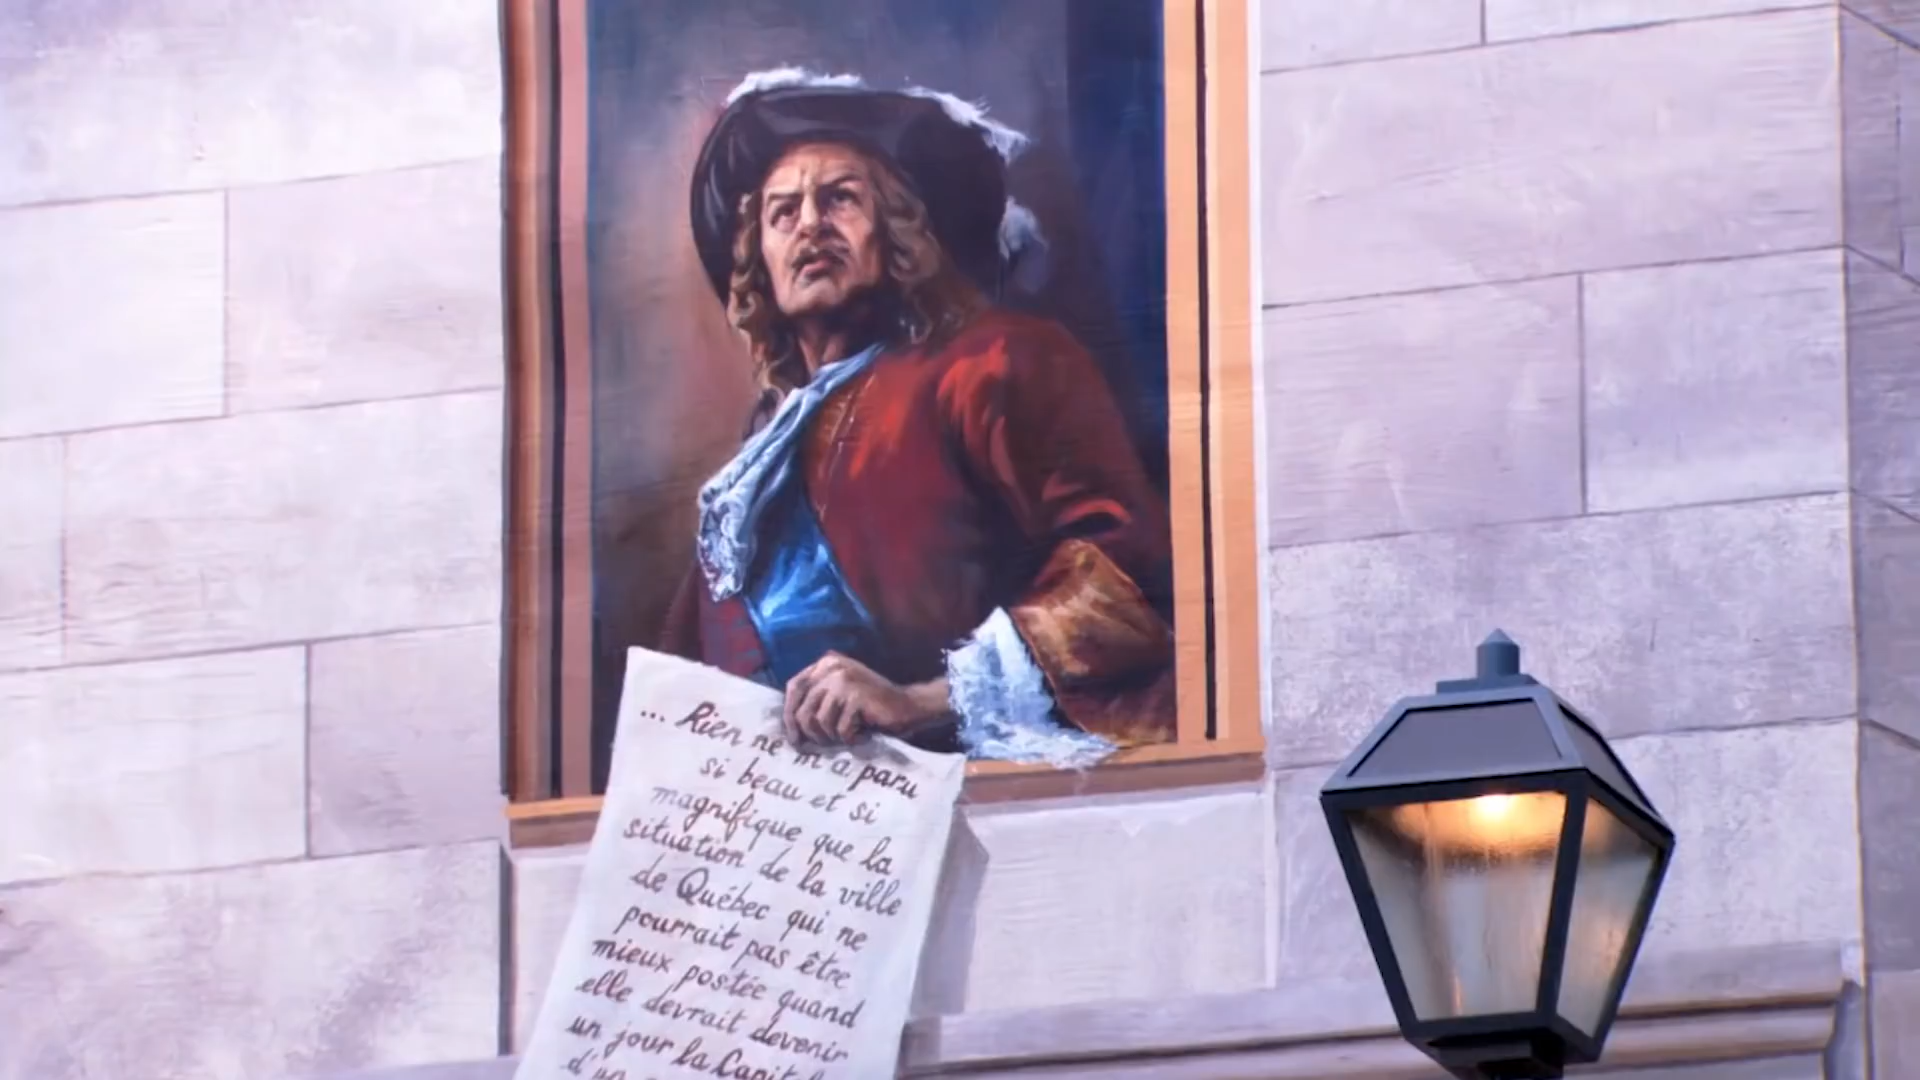 ... Rien ne m'a paru
si beau et si
magnifique que la
situation de la ville
de Québec qui ne
pourrait pas être
mieux postée quand
elle devrait devenir
un jour la